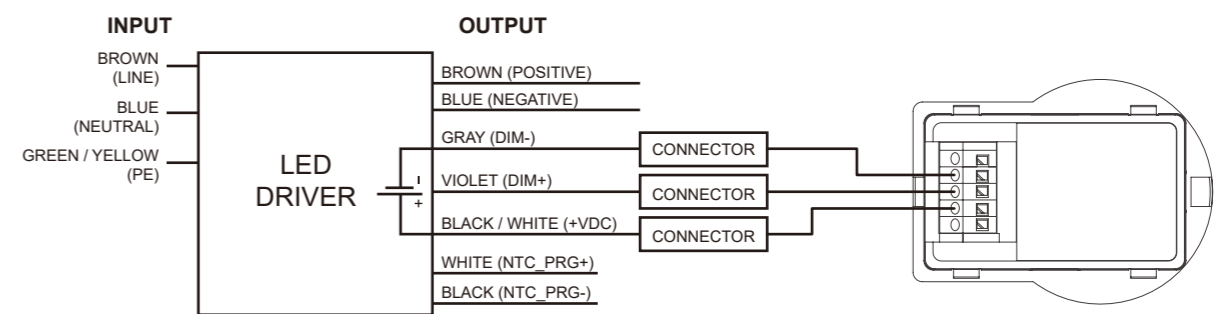 INPUT
OUTPUT
BROWN
(LINE)
BLUE
(NEUTRAL)
GREEN / YELLOW
(PE)
LED
DRIVER
-
+
BROWN (POSITIVE)
BLUE (NEGATIVE)
GRAY (DIM-)
CONNECTOR
VIOLET (DIM+)
CONNECTOR
BLACK / WHITE (+VDC)
CONNECTOR
WHITE (NTC_PRG+)
BLACK (NTC_PRG-)